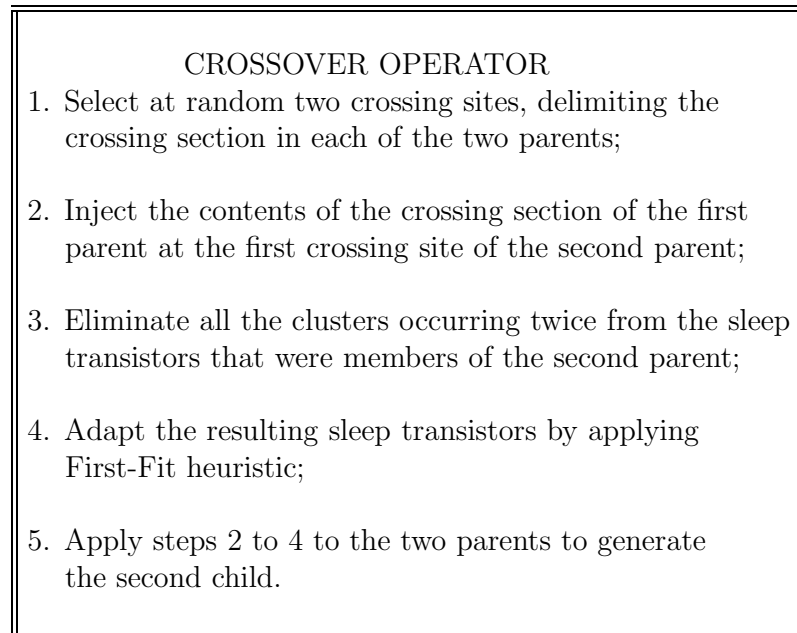 CROSSOVER OPERATOR
1. Select at random two crossing sites, delimiting the
crossing section in each of the two parents;
2. Inject the contents of the crossing section of the first
parent at the first crossing site of the second parent;
3. Eliminate all the clusters occurring twice from the sleep
transistors that were members of the second parent;
4. Adapt the resulting sleep transistors by applying
First-Fit heuristic;
5. Apply steps 2 to 4 to the two parents to generate
the second child.